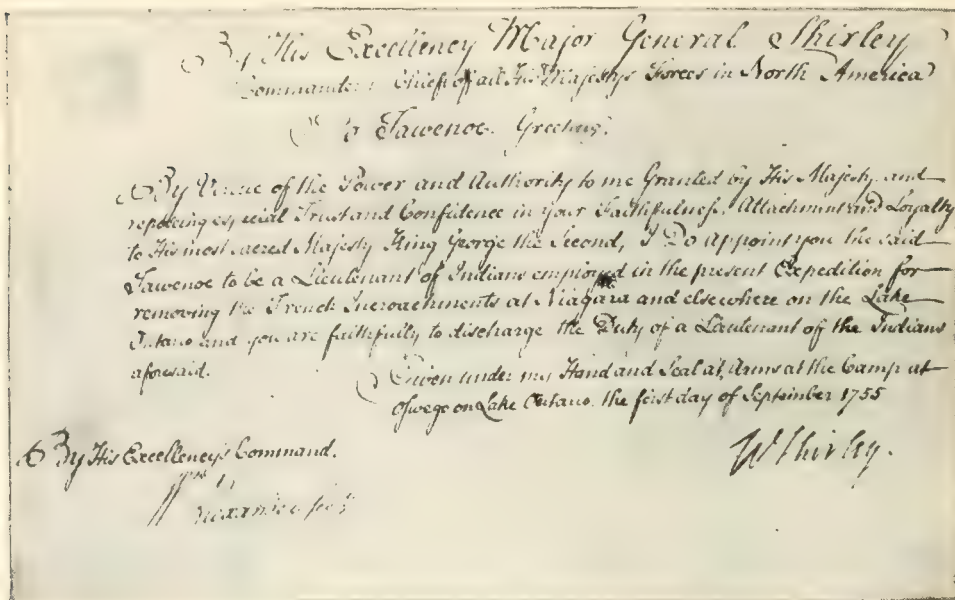 By His Excellency Major General Shirley
Commander Chief of all His Majestys Forces in North America
To Tawenoe Greeting.
By Virtue of the Power and Authority to me Granted by His Majesty and
reposing especial Trust and Confidence in your Faithfulness, Attachment and Loyalty
to His most sacred Majesty King George the Second, I Do appoint you the said
Tawenoe to be a Lieutenant of Indians employed in the present Expedition for
removing the French Incroachments at Niagara and elsewhere on the Lake
Ontario and you are faithfully to discharge the Duty of a Lieutenant of the Indians
aforesaid.
Given under my Hand and Seal at Arms at the Camp at
Oswego on Lake Ontario the first day of September 1755
By His Excellency's Command.
W Shirley.